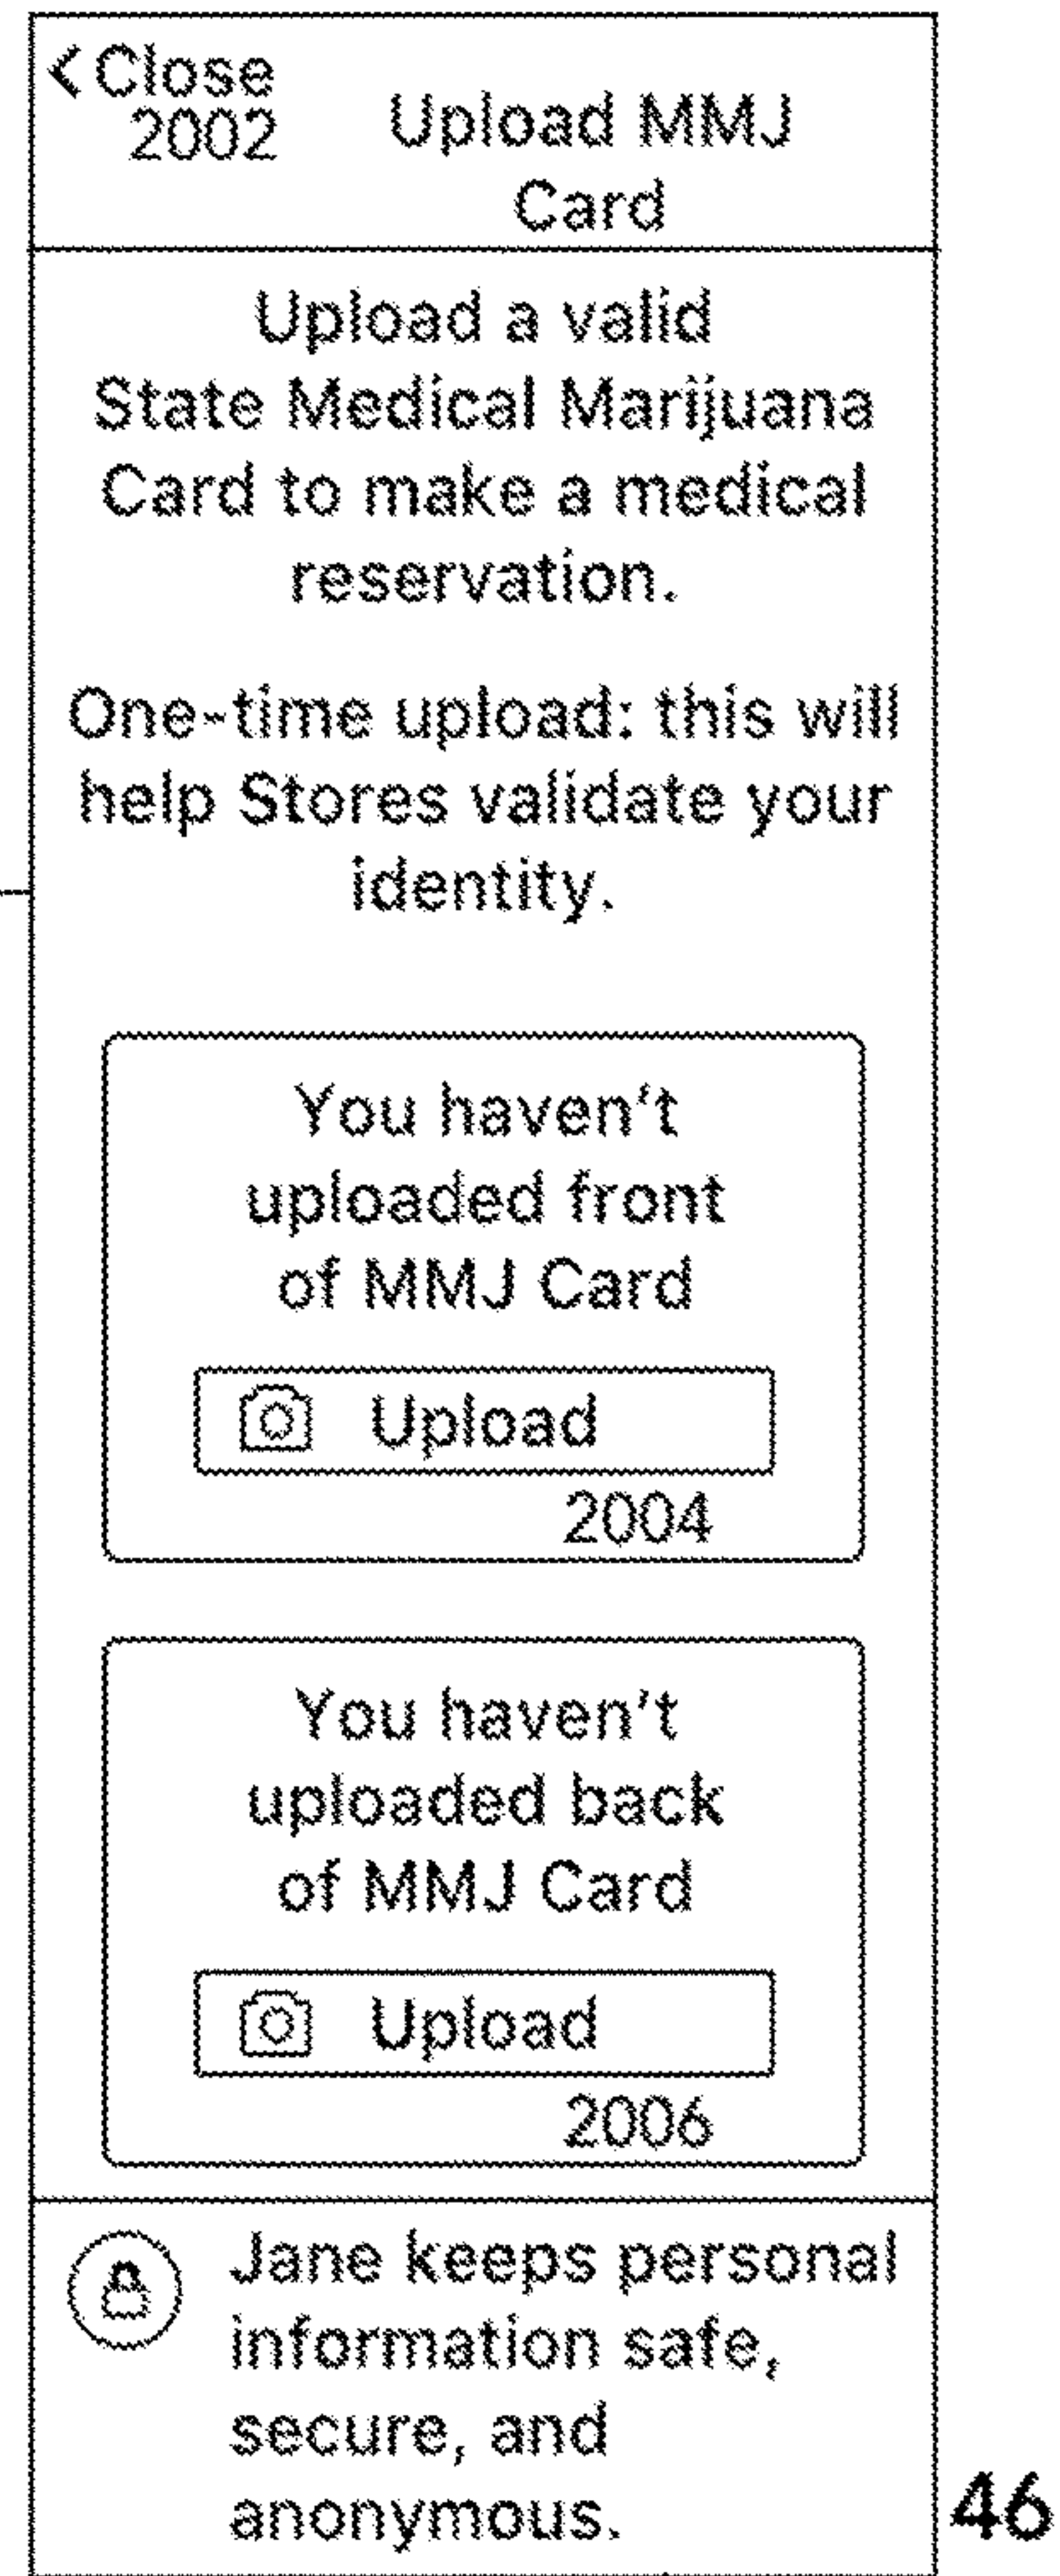 < Close
2002
Upload MMJ
Card
Upload a valid
State Medical Marijuana
Card to make a medical
reservation.
One-time upload: this will
help Stores validate your
identity.
You haven't
uploaded front
of MMJ Card
Upload
2004
You haven't
uploaded back
of MMJ Card
Upload
2006
Jane keeps personal
information safe,
secure, and
anonymous.
46